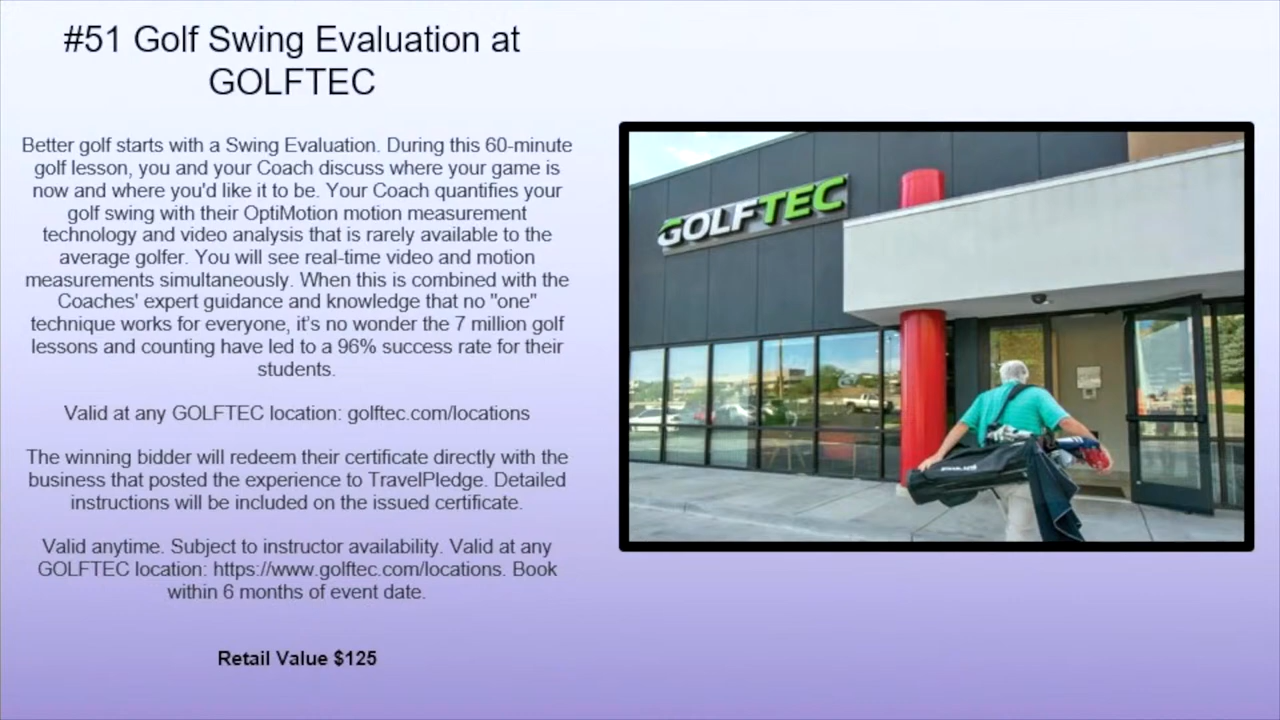 #51 Golf Swing Evaluation at
GOLFTEC
Better golf starts with a Swing Evaluation. During this 60-minute
golf lesson, you and your Coach discuss where your game is
now and where you'd like it to be. Your Coach quantifies your
golf swing with their OptiMotion motion measurement
technology and video analysis that is rarely available to the
average golfer. You will see real-time video and motion
measurements simultaneously. When this is combined with the
Coaches' expert guidance and knowledge that no "one"
technique works for everyone, it's no wonder the 7 million golf
lessons and counting have led to a 96% success rate for their
students.
Valid at any GOLFTEC location: golftec.com/locations
The winning bidder will redeem their certificate directly with the
business that posted the experience to TravelPledge. Detailed
instructions will be included on the issued certificate.
Valid anytime. Subject to instructor availability. Valid at any
GOLFTEC location: https://www.golftec.com/locations. Book
within 6 months of event date.
Retail Value $125
GOLFTEC